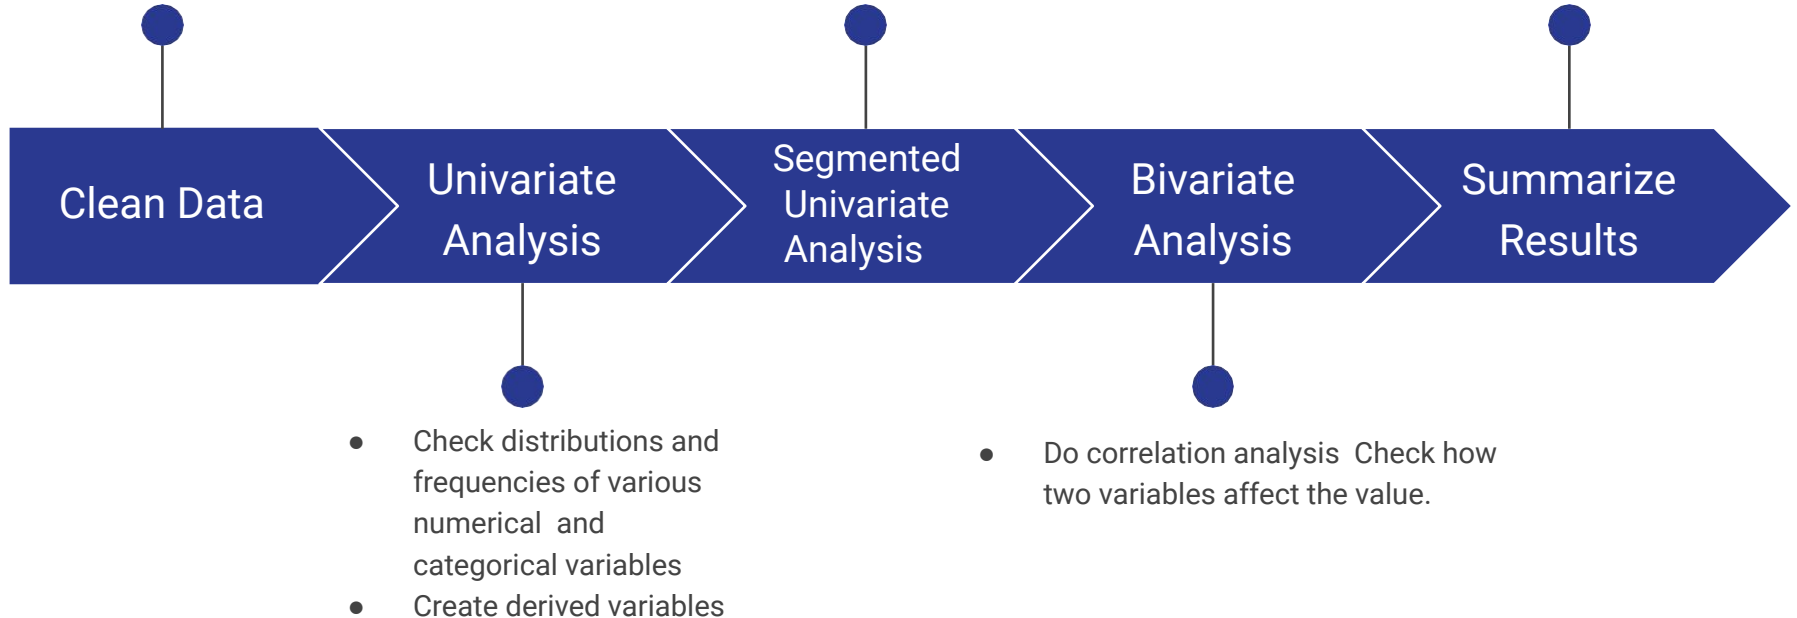 Clean Data
Univariate
Analysis
Segmented
Univariate
Analysis
Bivariate
Analysis
Summarize
Results
● Check distributions and
frequencies of various
numerical  and
categorical variables
● Create derived variables
● Do correlation analysis  Check how
two variables affect the value.